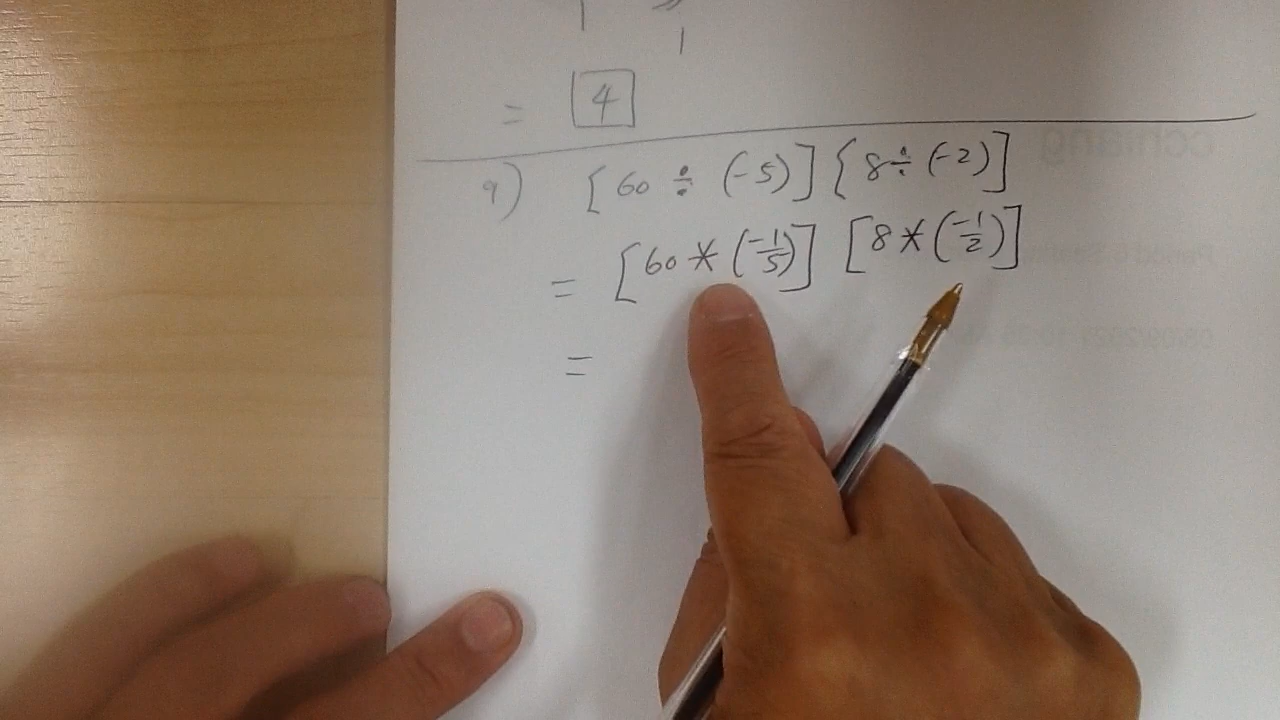 = 4
9) [60 ÷ (-5)] {8 ÷ (-2)]
= [60 * (-1/5)] [8 * (-1/2)]
=